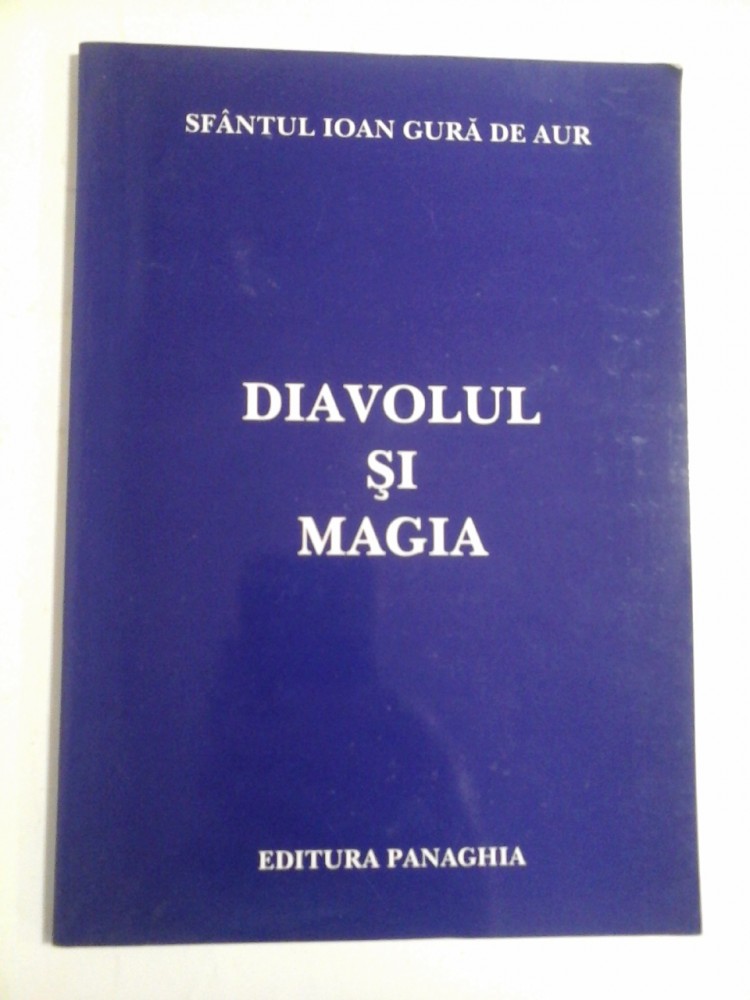 SFÂNTUL IOAN GURĂ DE AUR
DIAVOLUL
ŞI
MAGIA
EDITURA PANAGHIA